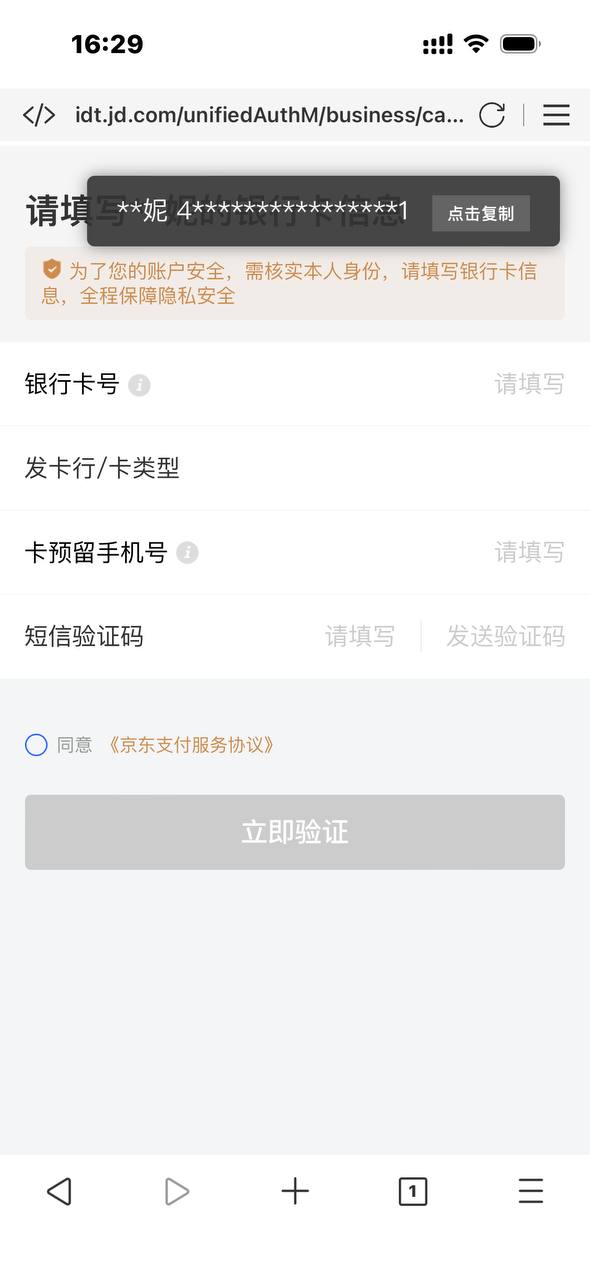 16:29
</> idt.jd.com/unifiedAuthM/business/ca...
请填写**妮的银行卡信息
**妮 4****************1 点击复制
为了您的账户安全，需核实本人身份，请填写银行卡信
息，全程保障隐私安全
银行卡号 请填写
发卡行/卡类型
卡预留手机号 请填写
短信验证码 请填写 发送验证码
同意 《京东支付服务协议》
立即验证
1